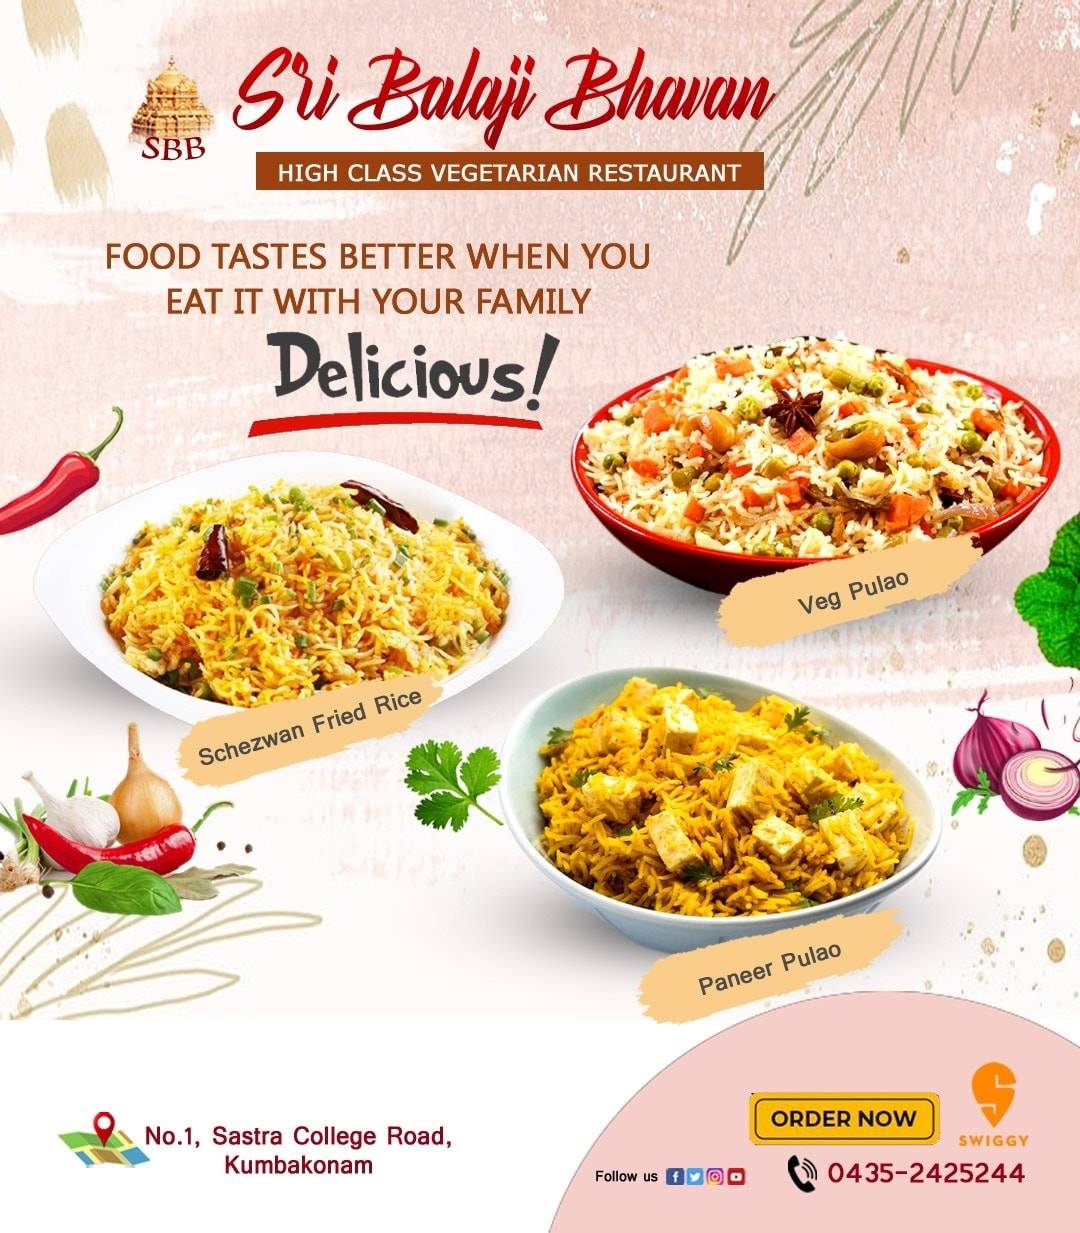 Sri Balaji Bhavan
SBB
HIGH CLASS VEGETARIAN RESTAURANT
FOOD TASTES BETTER WHEN YOU
EAT IT WITH YOUR FAMILY
Delicious!
Veg Pulao
Schezwan Fried Rice
Paneer Pulao
No.1, Sastra College Road,
Kumbakonam
ORDER NOW
SWIGGY
Follow us
0435-2425244